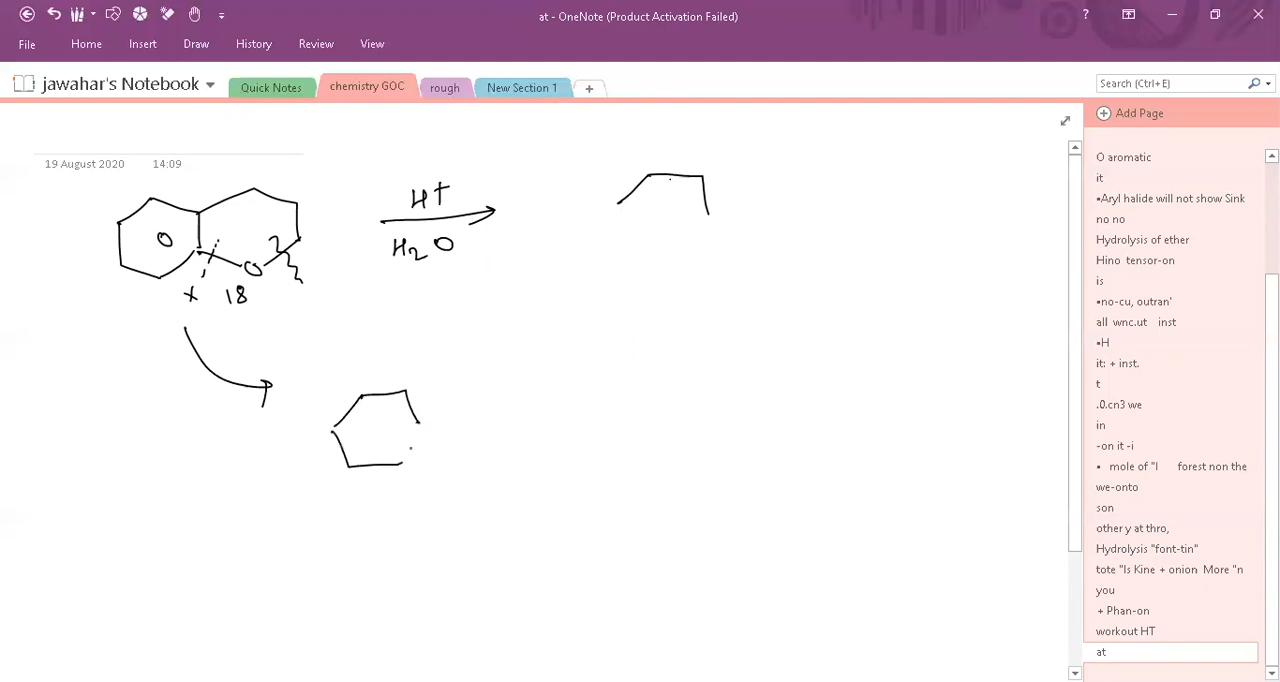 at - OneNote (Product Activation Failed)
?
File Home Insert Draw History Review View
jawahar's Notebook
Quick Notes
chemistry GOC
rough
New Section 1
+
Search (Ctrl+E)
Add Page
19 August 2020 14:09
H+
H2O
O
O
x 18
O aromatic
it
•Aryl halide will not show Sink
no no
Hydrolysis of ether
Hino tensor-on
is
•no-cu, outran'
all wnc.ut inst
•H
it: + inst.
t
.0.cn3 we
in
-on it -i
• mole of "l forest non the
we-onto
son
other y at thro,
Hydrolysis "font-tin"
tote "Is Kine + onion More "n
you
+ Phan-on
workout HT
at